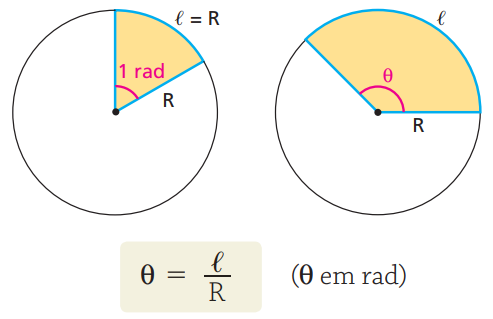 ℓ = R
1 rad
R
ℓ
θ
R
θ = ℓ/R (θ em rad)